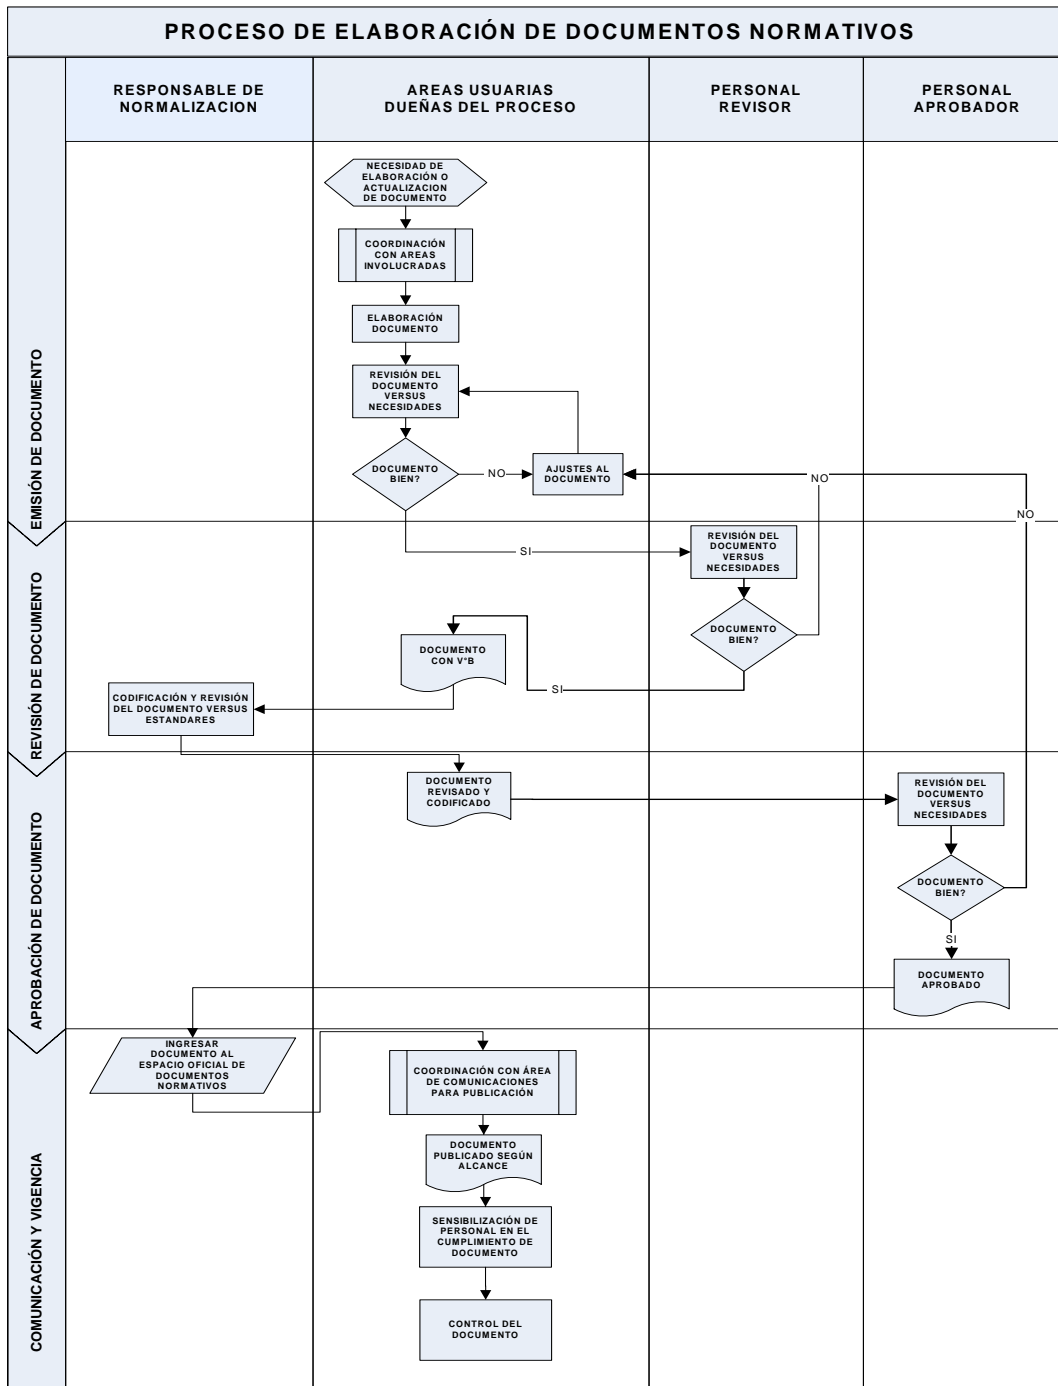 PROCESO DE ELABORACIÓN DE DOCUMENTOS NORMATIVOS
RESPONSABLE DE
NORMALIZACION
AREAS USUARIAS
DUEÑAS DEL PROCESO
PERSONAL
REVISOR
PERSONAL
APROBADOR
EMISIÓN DE DOCUMENTO
NECESIDAD DE
ELABORACIÓN O
ACTUALIZACION
DE DOCUMENTO
COORDINACIÓN
CON AREAS
INVOLUCRADAS
ELABORACIÓN
DOCUMENTO
REVISIÓN DEL
DOCUMENTO
VERSUS
NECESIDADES
DOCUMENTO
BIEN?
NO
AJUSTES AL
DOCUMENTO
NO
NO
REVISIÓN DE DOCUMENTO
SI
REVISIÓN DEL
DOCUMENTO
VERSUS
NECESIDADES
DOCUMENTO
BIEN?
SI
DOCUMENTO
CON V°B
CODIFICACIÓN Y REVISIÓN
DEL DOCUMENTO VERSUS
ESTANDARES
APROBACIÓN DE DOCUMENTO
DOCUMENTO
REVISADO Y
CODIFICADO
REVISIÓN DEL
DOCUMENTO
VERSUS
NECESIDADES
DOCUMENTO
BIEN?
SI
DOCUMENTO
APROBADO
COMUNICACIÓN Y VIGENCIA
INGRESAR
DOCUMENTO AL
ESPACIO OFICIAL DE
DOCUMENTOS
NORMATIVOS
COORDINACIÓN CON ÁREA
DE COMUNICACIONES
PARA PUBLICACIÓN
DOCUMENTO
PUBLICADO SEGÚN
ALCANCE
SENSIBILIZACIÓN DE
PERSONAL EN EL
CUMPLIMIENTO DE
DOCUMENTO
CONTROL DEL
DOCUMENTO